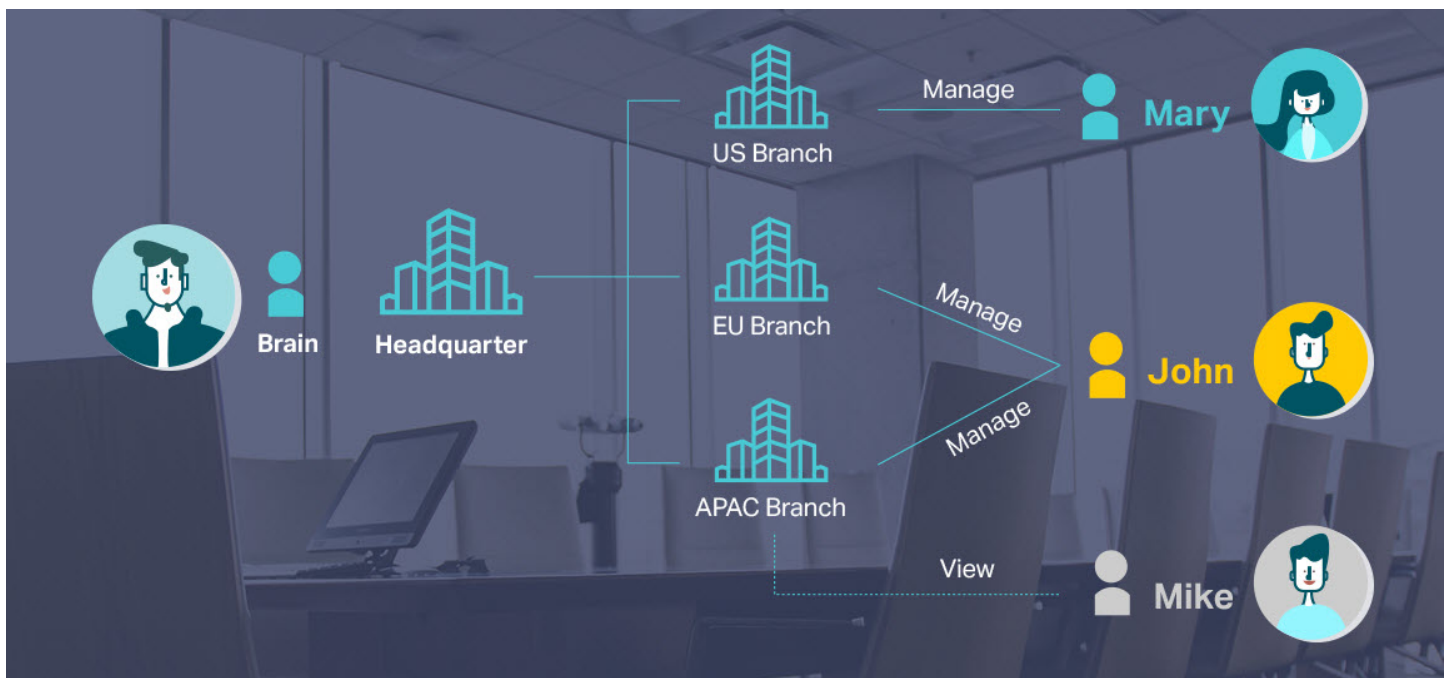 Manage
Mary
US Branch
Manage
Brain
Headquarter
EU Branch
John
Manage
APAC Branch
View
Mike